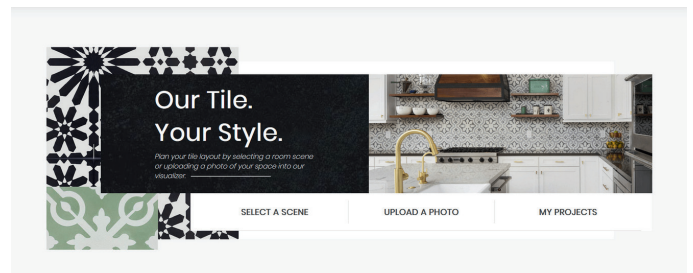 Our Tile.
Your Style.
Plan your tile layout by selecting a room scene
or uploading a photo of your space into our
visualizer.
SELECT A SCENE
UPLOAD A PHOTO
MY PROJECTS